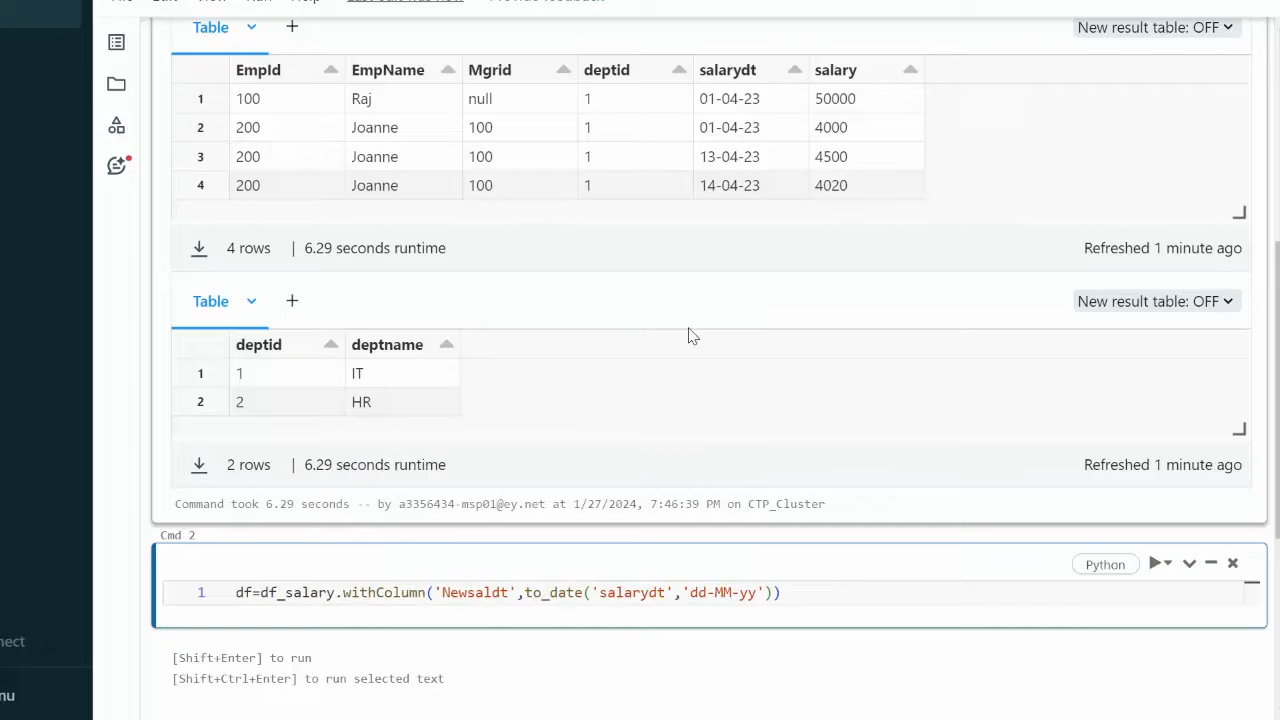 Table
New result table: OFF
EmpId EmpName Mgrid deptid salarydt salary
1 100 Raj null 1 01-04-23 50000
2 200 Joanne 100 1 01-04-23 4000
3 200 Joanne 100 1 13-04-23 4500
4 200 Joanne 100 1 14-04-23 4020
4 rows | 6.29 seconds runtime
Refreshed 1 minute ago
Table
New result table: OFF
deptid deptname
1 1 IT
2 2 HR
2 rows | 6.29 seconds runtime
Refreshed 1 minute ago
Command took 6.29 seconds -- by a3356434-msp01@ey.net at 1/27/2024, 7:46:39 PM on CTP_Cluster
Cmd 2
Python
1 df=df_salary.withColumn('Newsaldt',to_date('salarydt','dd-MM-yy'))
[Shift+Enter] to run
[Shift+Ctrl+Enter] to run selected text
nect
nu